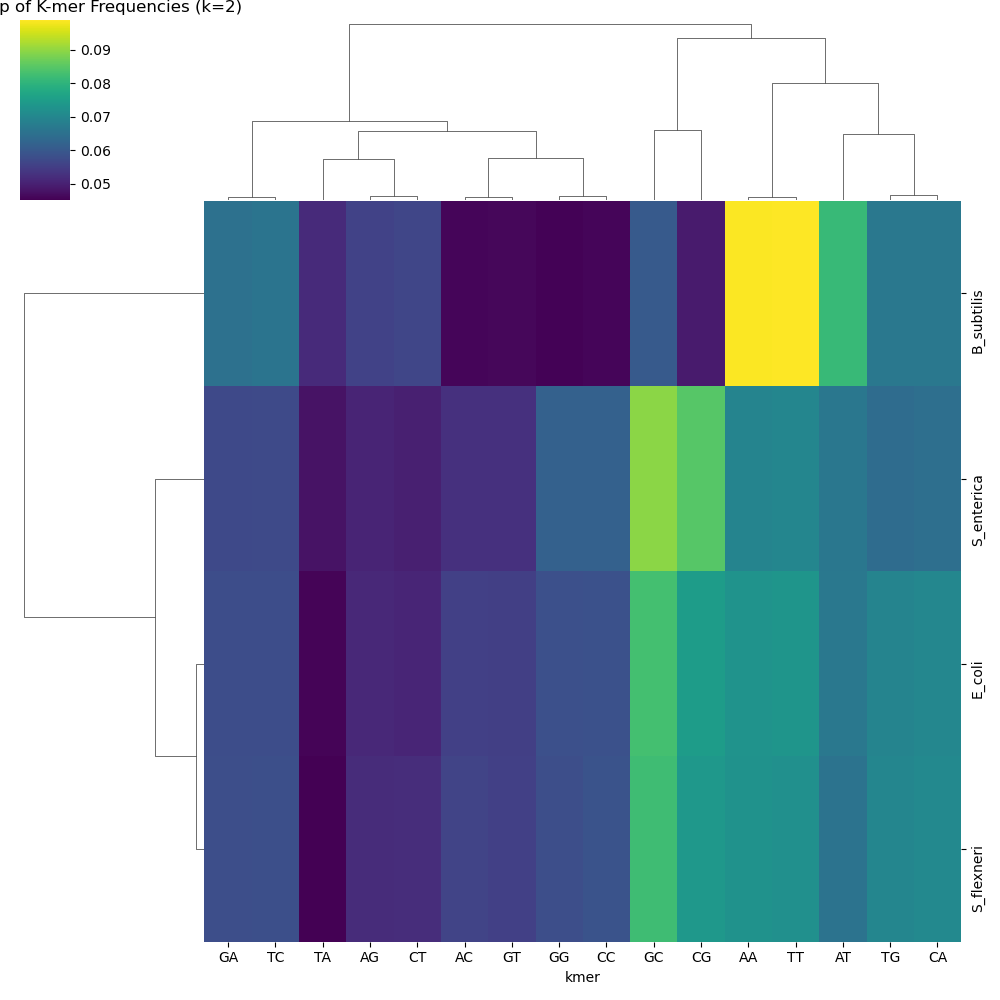 p of K-mer Frequencies (k=2)
0.09
0.08
0.07
0.06
0.05
B_subtilis
S_enterica
E_coli
S_flexneri
GA TC TA AG CT AC GT GG CC GC CG AA TT AT TG CA
kmer